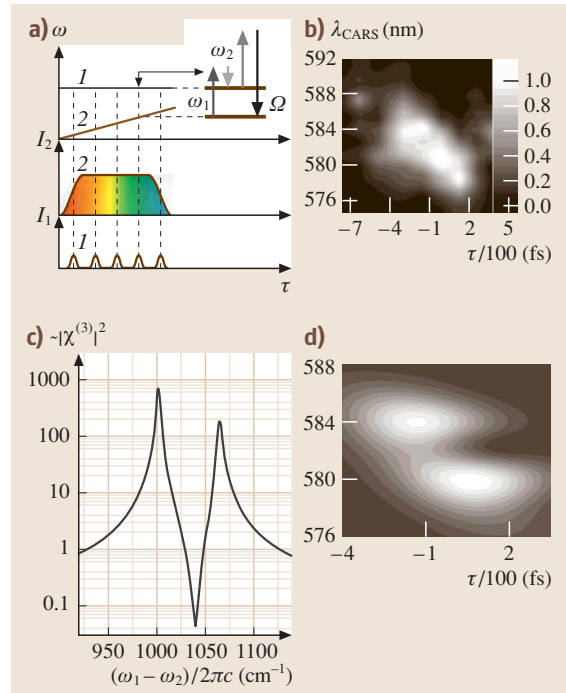 a)
ω
1
2
ω₂
ω₁
Ω
I₂
2
I₁
1
τ
b) λCARS (nm)
592
588
584
580
576
1.0
0.8
0.6
0.4
0.2
0.0
−7 −4 −1 2 5
τ/100 (fs)
c) ~|χ⁽³⁾|²
1000
100
10
1
0.1
950 1000 1050 1100
(ω₁ − ω₂)/2πc (cm⁻¹)
d)
588
584
580
576
−4 −1 2
τ/100 (fs)